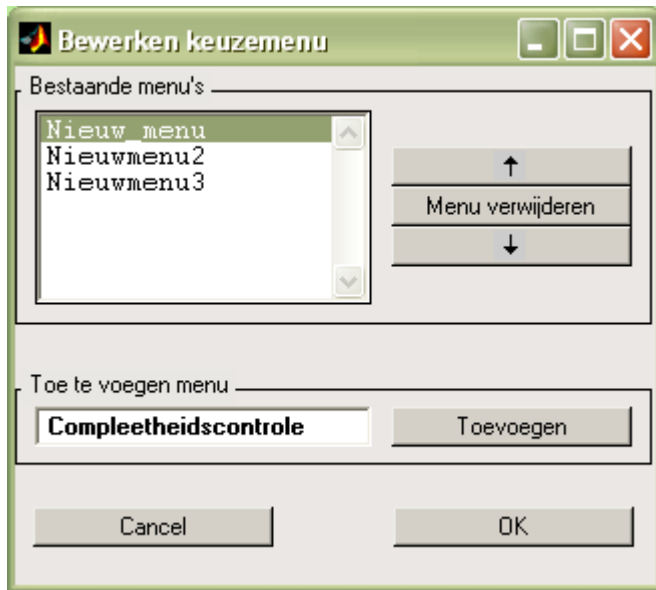 Bewerken keuzemenu
Bestaande menu's
Nieuw_menu
Nieuwmenu2
Nieuwmenu3
↑
Menu verwijderen
↓
Toe te voegen menu
Compleetheidscontrole
Toevoegen
Cancel
OK